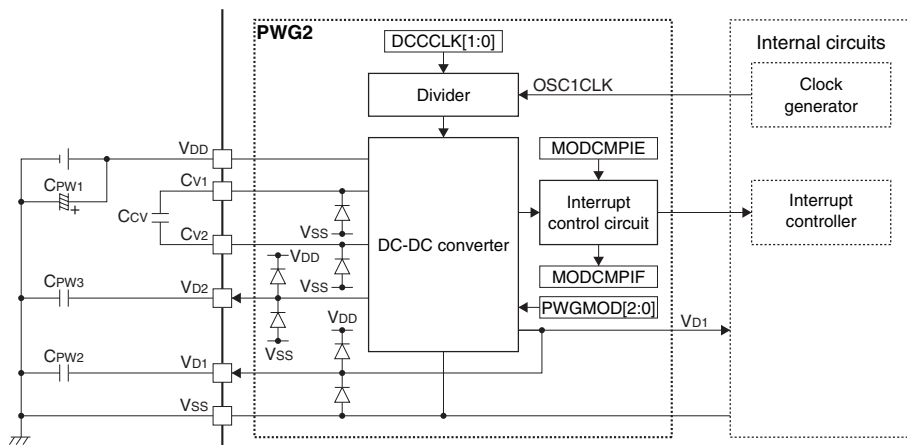 PWG2
DCCCLK[1:0]
Internal circuits
Divider
OSC1CLK
Clock
generator
VDD
MODCMPIE
CPW1
+
CV1
CCV
VSS
DC-DC converter
Interrupt
control circuit
Interrupt
controller
CV2
VDD
VSS
MODCMPIF
CPW3
VD2
PWGMOD[2:0]
VDD
VD1
VSS
CPW2
VD1
VSS